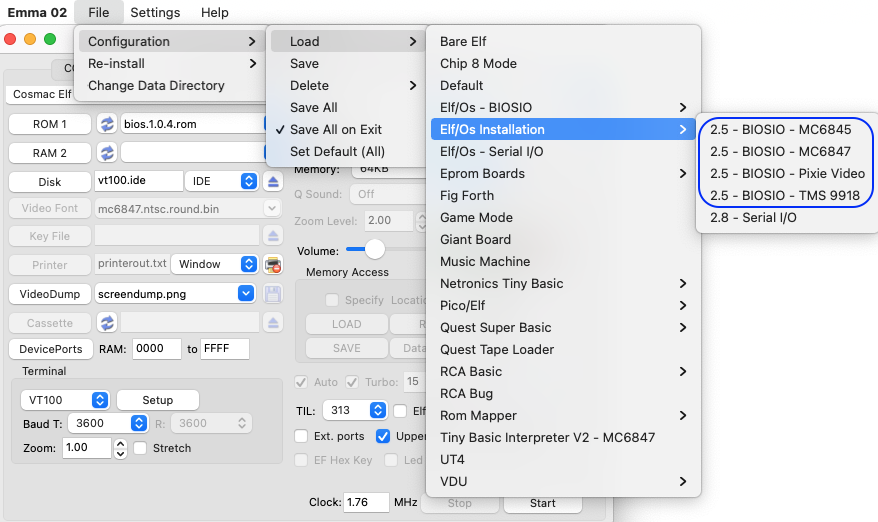 Emma 02 File Settings Help
Configuration
Re-install
Change Data Directory
Load
Save
Delete
Save All
✓ Save All on Exit
Set Default (All)
Bare Elf
Chip 8 Mode
Default
Elf/Os - BIOSIO
Elf/Os Installation
Elf/Os - Serial I/O
Eprom Boards
Fig Forth
Game Mode
Giant Board
Music Machine
Netronics Tiny Basic
Pico/Elf
Quest Super Basic
Quest Tape Loader
RCA Basic
RCA Bug
Rom Mapper
Tiny Basic Interpreter V2 - MC6847
UT4
VDU
2.5 - BIOSIO - MC6845
2.5 - BIOSIO - MC6847
2.5 - BIOSIO - Pixie Video
2.5 - BIOSIO - TMS 9918
2.8 - Serial I/O
Cosmac Elf
ROM 1 bios.1.0.4.rom
RAM 2
Disk vt100.ide IDE
Video Font mc6847.ntsc.round.bin
Key File
Printer printerout.txt Window
VideoDump screendump.png
Cassette
DevicePorts RAM: 0000 to FFFF
Terminal
VT100 Setup
Baud T: 3600 R: 3600
Zoom: 1.00 Stretch
Memory: 64KB
Q Sound: Off
Zoom Level: 2.00
Volume:
Memory Access
Specify
LOAD
SAVE
Auto Turbo: 15
TIL: 313 Elf
Ext. ports Upper
EF Hex Key Led
Clock: 1.76 MHz Stop Start